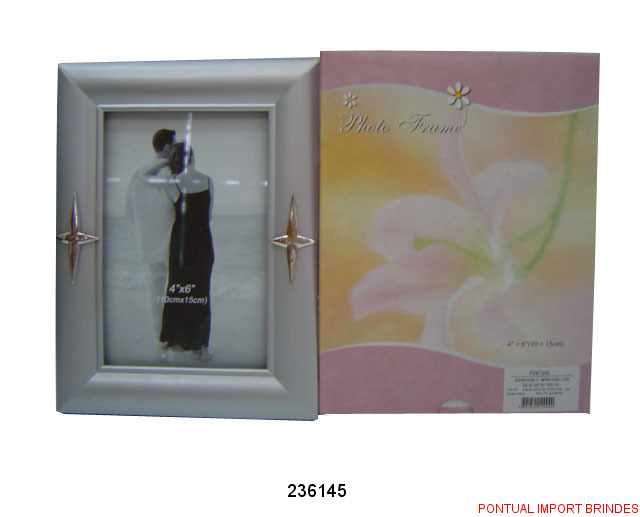 4"x6"
(10cmx15cm)
Photo Frame
4" × 6"(10 × 15cm)
PONTUAL
236145
PONTUAL IMPORT BRINDES